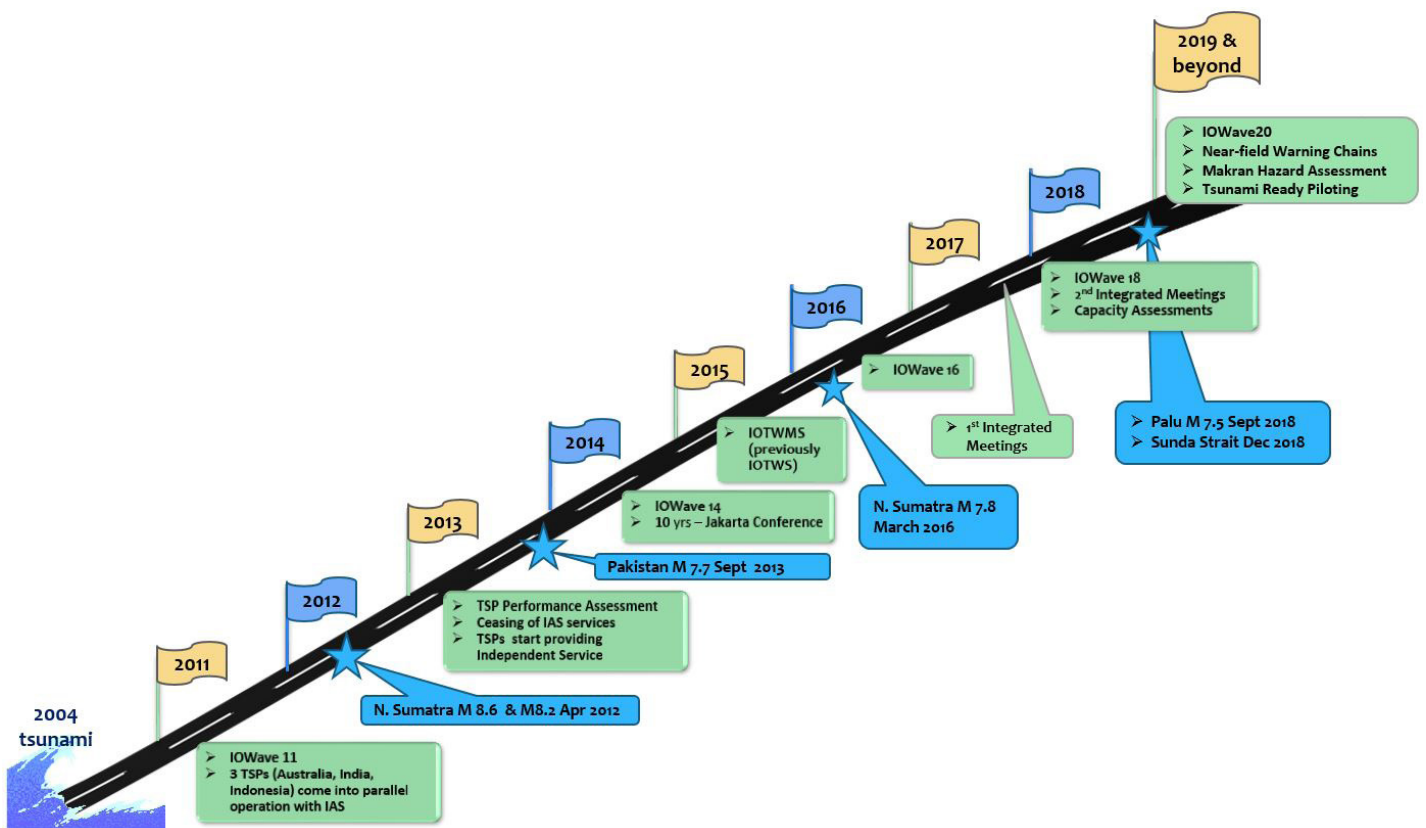 2004
tsunami
2011
➢ IOWave 11
➢ 3 TSPs (Australia, India,
Indonesia) come into parallel
operation with IAS
2012
N. Sumatra M 8.6 & M8.2 Apr 2012
2013
➢ TSP Performance Assessment
➢ Ceasing of IAS services
➢ TSPs start providing
Independent Service
Pakistan M 7.7 Sept 2013
2014
➢ IOWave 14
➢ 10 yrs – Jakarta Conference
2015
➢ IOTWMS
(previously
IOTWS)
2016
N. Sumatra M 7.8
March 2016
➢ IOWave 16
2017
➢ 1st Integrated
Meetings
2018
➢ IOWave 18
➢ 2nd Integrated Meetings
➢ Capacity Assessments
➢ Palu M 7.5 Sept 2018
➢ Sunda Strait Dec 2018
2019 &
beyond
➢ IOWave20
➢ Near-field Warning Chains
➢ Makran Hazard Assessment
➢ Tsunami Ready Piloting